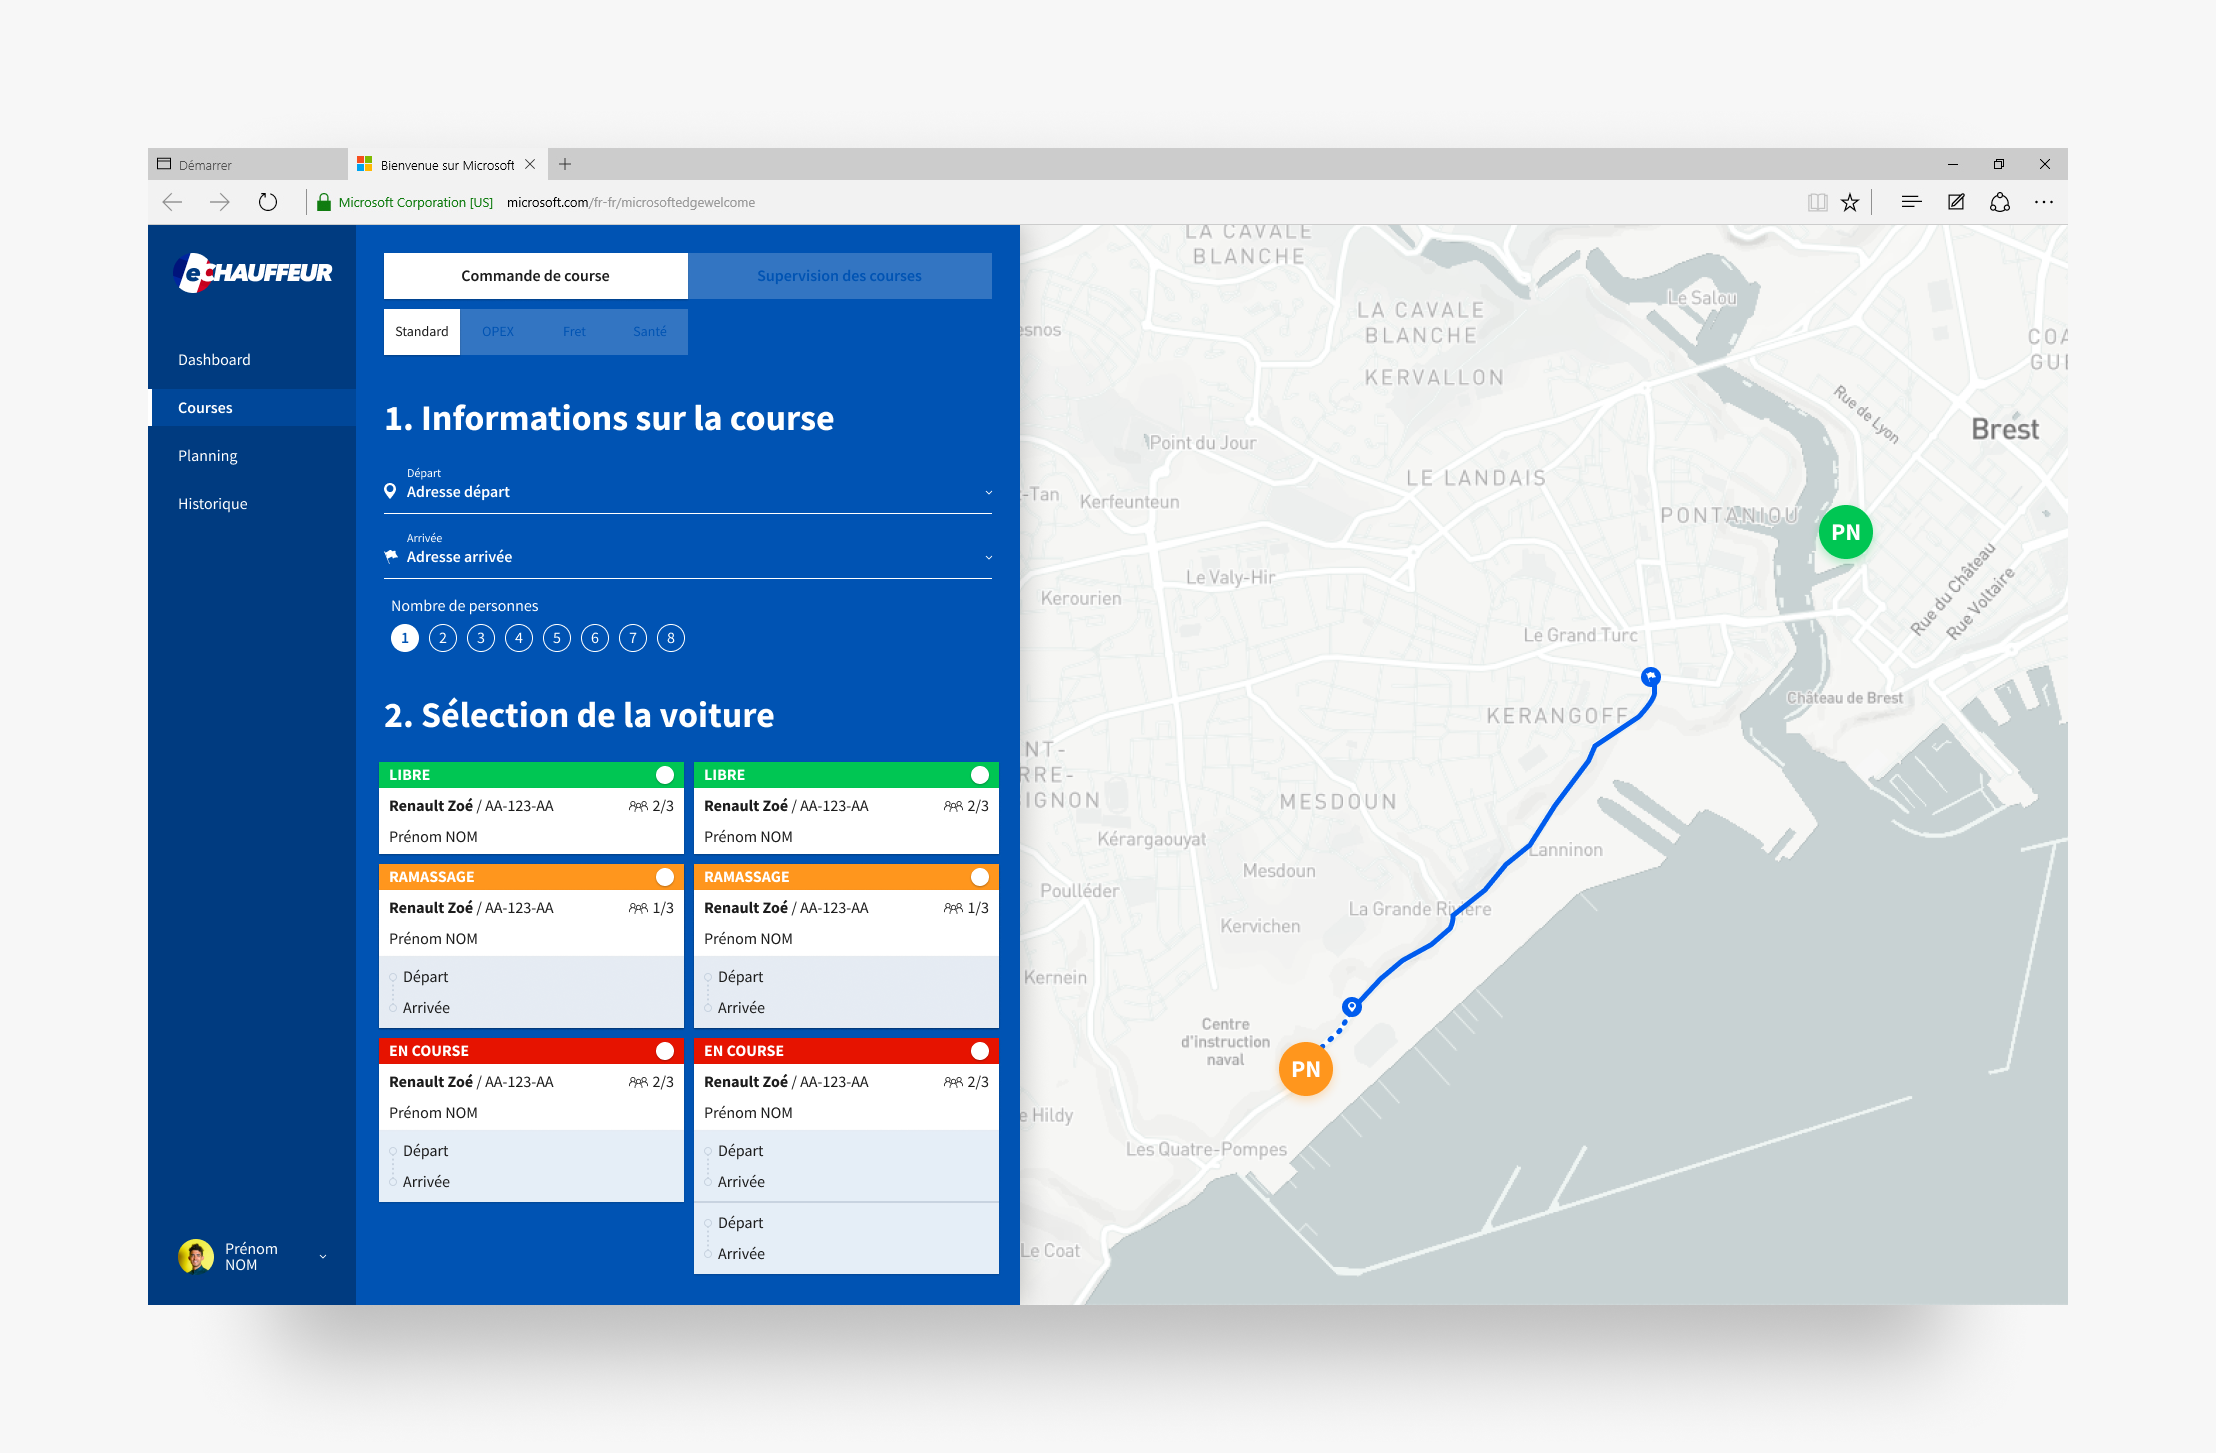 Démarrer
Bienvenue sur Microsoft
Microsoft Corporation [US] microsoft.com/fr-fr/microsoftedgewelcome
eCHAUFFEUR
Dashboard
Courses
Planning
Historique
Prénom
NOM
Commande de course
Supervision des courses
Standard
OPEX
Fret
Santé
1. Informations sur la course
Départ
Adresse départ
Arrivée
Adresse arrivée
Nombre de personnes
1 2 3 4 5 6 7 8
2. Sélection de la voiture
LIBRE
Renault Zoé / AA-123-AA 2/3
Prénom NOM
LIBRE
Renault Zoé / AA-123-AA 2/3
Prénom NOM
RAMASSAGE
Renault Zoé / AA-123-AA 1/3
Prénom NOM
Départ
Arrivée
RAMASSAGE
Renault Zoé / AA-123-AA 1/3
Prénom NOM
Départ
Arrivée
EN COURSE
Renault Zoé / AA-123-AA 2/3
Prénom NOM
Départ
Arrivée
EN COURSE
Renault Zoé / AA-123-AA 2/3
Prénom NOM
Départ
Arrivée
Départ
Arrivée
LA CAVALE
BLANCHE
Le Salou
LA CAVALE
BLANCHE
esnos
COA
GUE
KERVALLON
Rue de Lyon
Brest
Point du Jour
LE LANDAIS
-Tan
Kerfeunteun
PONTANIOU
PN
Le Valy-Hir
Kerourien
Rue du Château
Rue Voltaire
Le Grand Turc
Château de Brest
KERANGOFF
NT-
RRE-
IGNON
MESDOUN
Kérargaouyat
Lanninon
Mesdoun
Poulléder
La Grande Rivière
Kervichen
Kernein
Centre
d'instruction
naval
PN
e Hildy
Les Quatre-Pompes
Le Coat